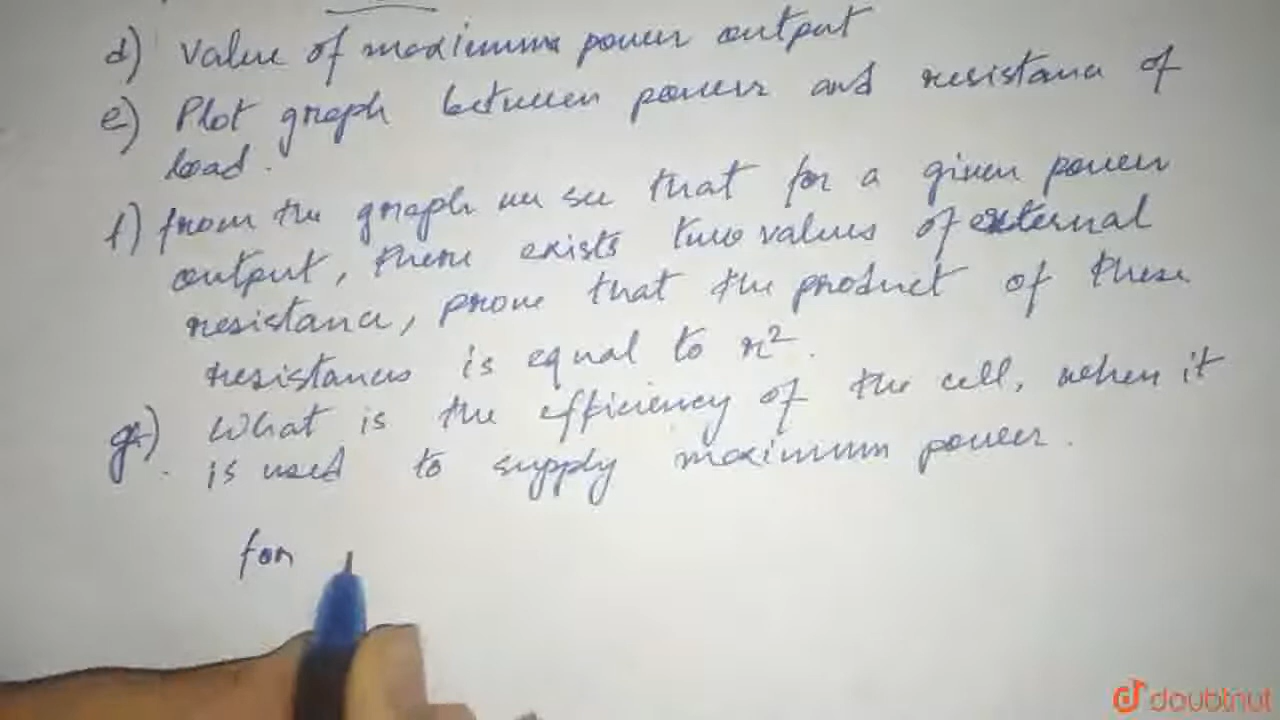 d) Value of maximum power output
e) Plot graph between power and resistance of
load.
f) from the graph we see that for a given power
output, there exists two values of external
resistance, prove that the product of these
resistances is equal to r².
g) What is the efficiency of the cell, when it
is used to supply maximum power.
for
doubtnut